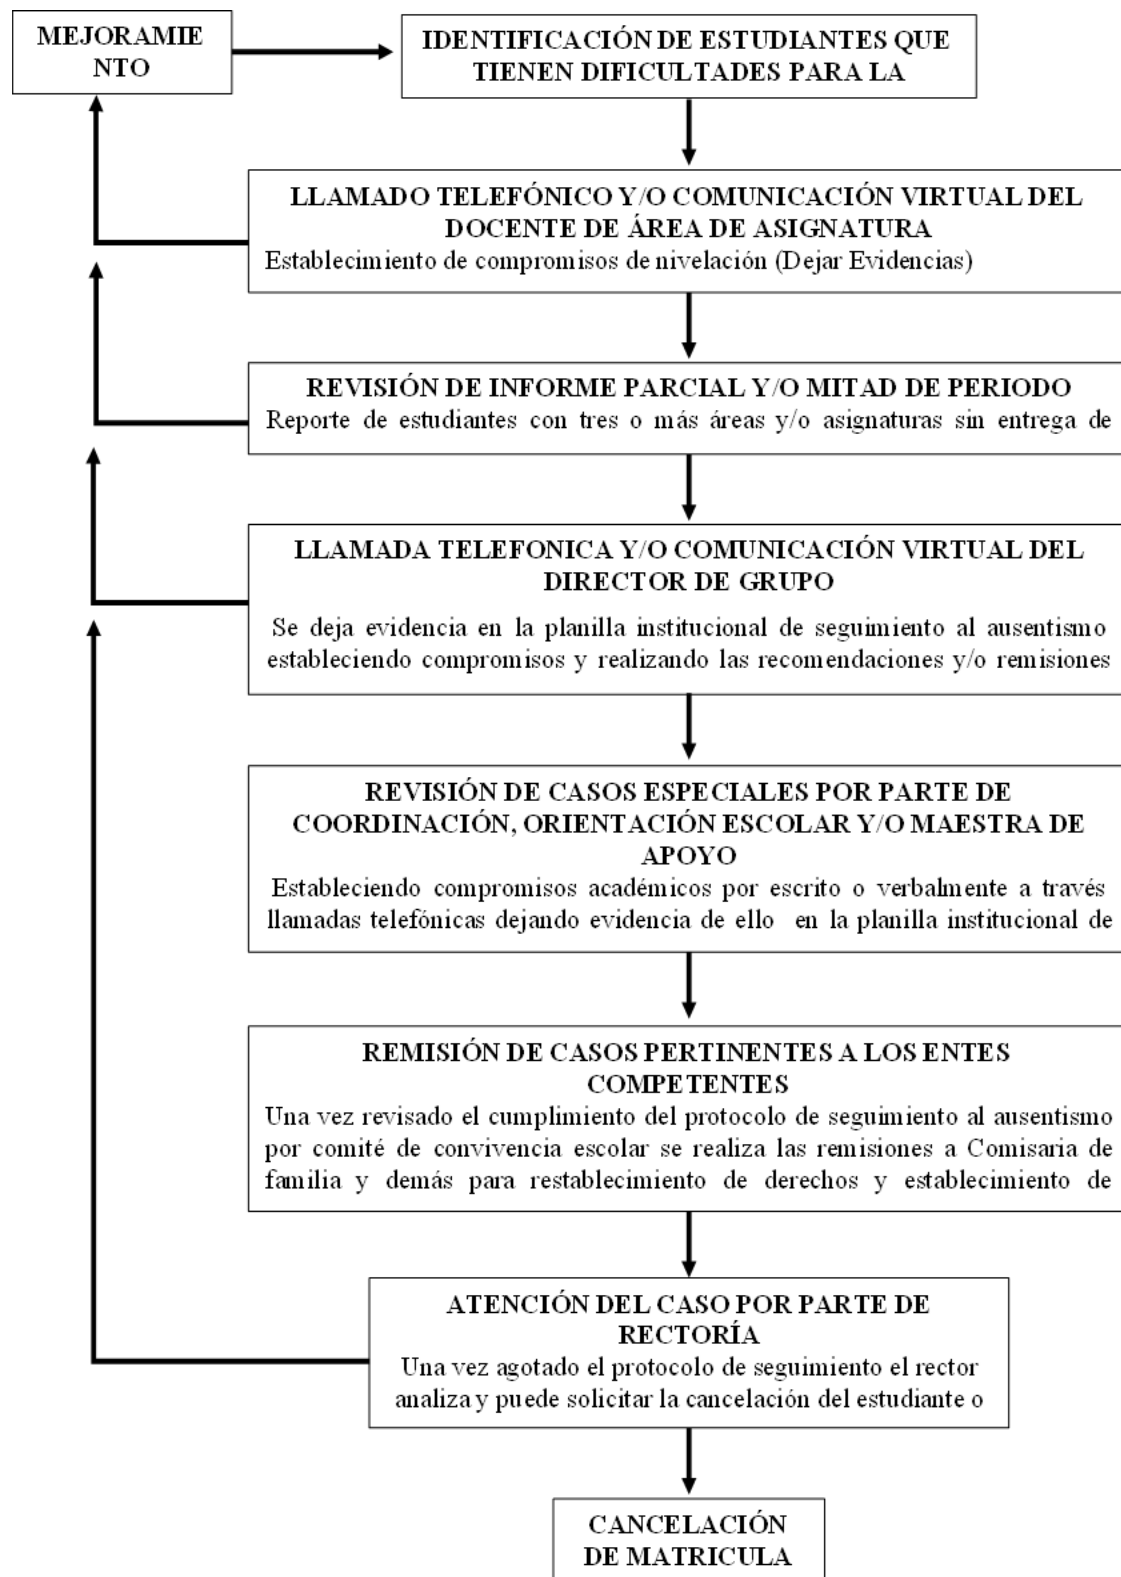 MEJORAMIE
NTO
IDENTIFICACIÓN DE ESTUDIANTES QUE
TIENEN DIFICULTADES PARA LA
LLAMADO TELEFÓNICO Y/O COMUNICACIÓN VIRTUAL DEL
DOCENTE DE ÁREA DE ASIGNATURA
Establecimiento de compromisos de nivelación (Dejar Evidencias)
REVISIÓN DE INFORME PARCIAL Y/O MITAD DE PERIODO
Reporte de estudiantes con tres o más áreas y/o asignaturas sin entrega de
LLAMADA TELEFONICA Y/O COMUNICACIÓN VIRTUAL DEL
DIRECTOR DE GRUPO
Se deja evidencia en la planilla institucional de seguimiento al ausentismo
estableciendo compromisos y realizando las recomendaciones y/o remisiones
REVISIÓN DE CASOS ESPECIALES POR PARTE DE
COORDINACIÓN, ORIENTACIÓN ESCOLAR Y/O MAESTRA DE
APOYO
Estableciendo compromisos académicos por escrito o verbalmente a través
llamadas telefónicas dejando evidencia de ello en la planilla institucional de
REMISIÓN DE CASOS PERTINENTES A LOS ENTES
COMPETENTES
Una vez revisado el cumplimiento del protocolo de seguimiento al ausentismo
por comité de convivencia escolar se realiza las remisiones a Comisaria de
familia y demás para restablecimiento de derechos y establecimiento de
ATENCIÓN DEL CASO POR PARTE DE
RECTORÍA
Una vez agotado el protocolo de seguimiento el rector
analiza y puede solicitar la cancelación del estudiante o
CANCELACIÓN
DE MATRICULA